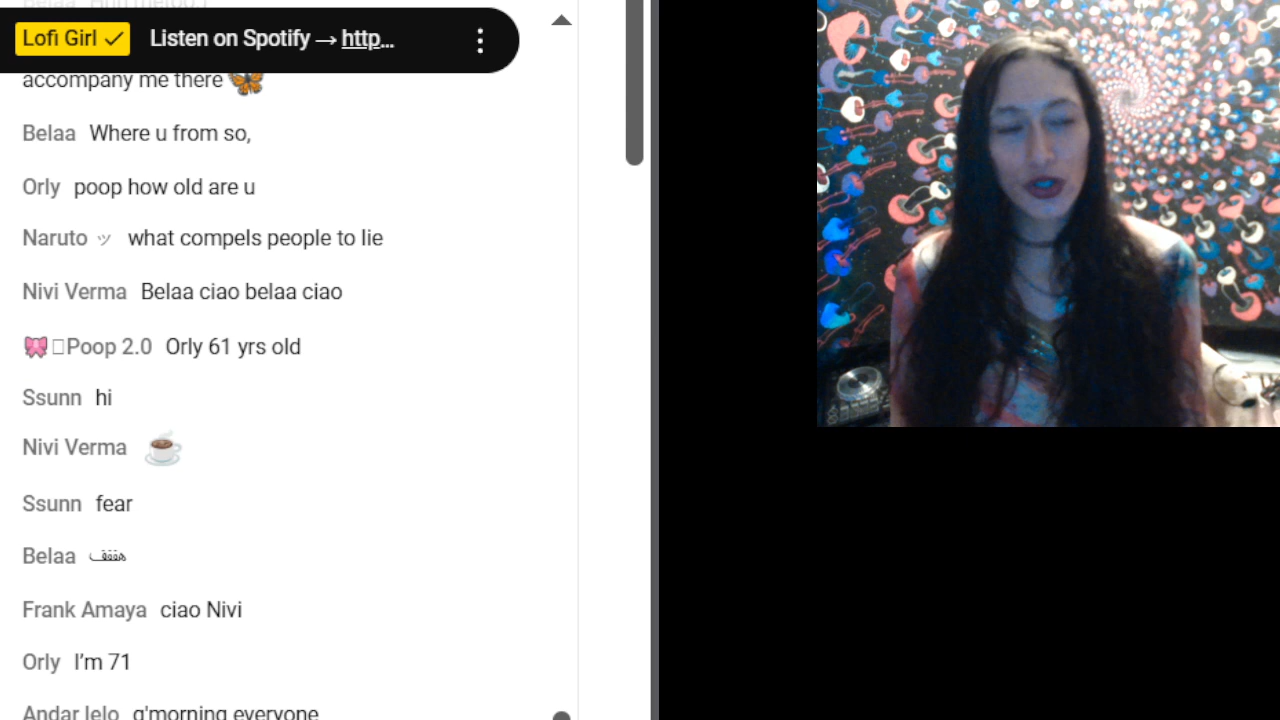 Lofi Girl ✓ Listen on Spotify → http...
accompany me there 🦋
Belaa Where u from so,
Orly poop how old are u
Naruto ッ what compels people to lie
Nivi Verma Belaa ciao belaa ciao
🎀Poop 2.0 Orly 61 yrs old
Ssunn hi
Nivi Verma ☕
Ssunn fear
Belaa
Frank Amaya ciao Nivi
Orly I'm 71
Andar lelo g'morning everyone